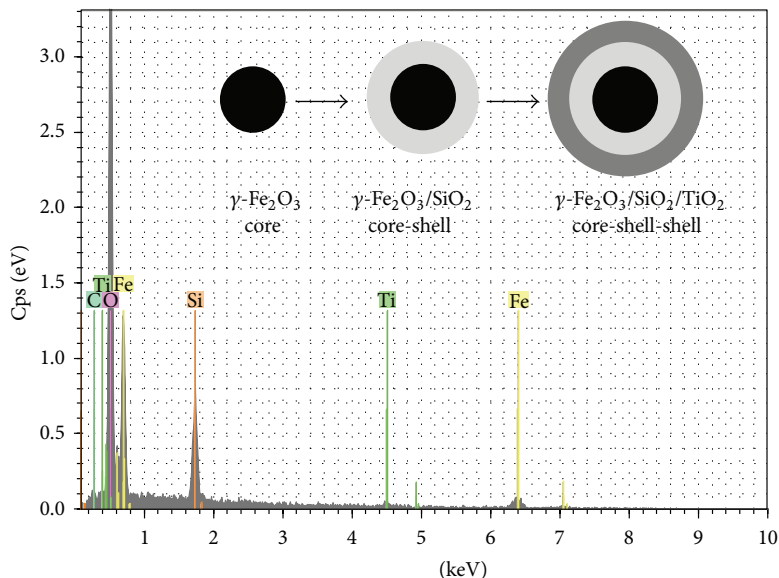 3.0
2.5
2.0
1.5
1.0
0.5
0.0
Cps (eV)
γ-Fe₂O₃
core
γ-Fe₂O₃/SiO₂
core-shell
γ-Fe₂O₃/SiO₂/TiO₂
core-shell-shell
Ti Fe
C O Si Ti Fe
1 2 3 4 5 6 7 8 9 10
(keV)